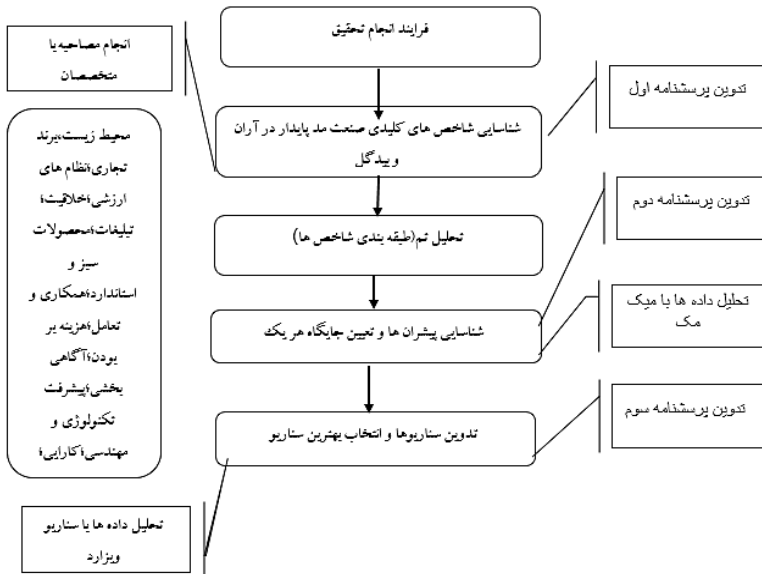 فرایند انجام تحقیق
انجام مصاحبه با
متخصصان
تدوین پرسشنامه اول
شناسایی شاخص های کلیدی صنعت مد پایدار در آران
و بیدگل
محیط زیست؛برند
تجاری؛نظام های
ارزشی؛خلاقیت؛
تبلیغات؛محصولات
سبز و
استاندارد؛همکاری و
تعامل؛هزینه بر
بودن؛آگاهی
بخشی؛پیشرفت
تکنولوژی و
مهندسی؛کارایی؛
تدوین پرسشنامه دوم
تحلیل تم(طبقه بندی شاخص ها)
تحلیل داده ها با میک
مک
شناسایی پیشران ها و تعیین جایگاه هر یک
تدوین پرسشنامه سوم
تدوین سناریوها و انتخاب بهترین سناریو
تحلیل داده ها با سناریو
ویزارد